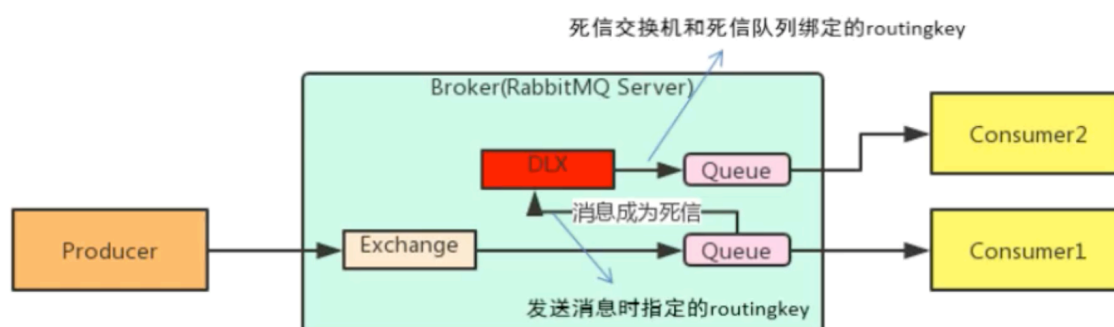 死信交换机和死信队列绑定的routingkey
Broker(RabbitMQ Server)
DLX
Queue
Consumer2
消息成为死信
Producer
Exchange
Queue
Consumer1
发送消息时指定的routingkey